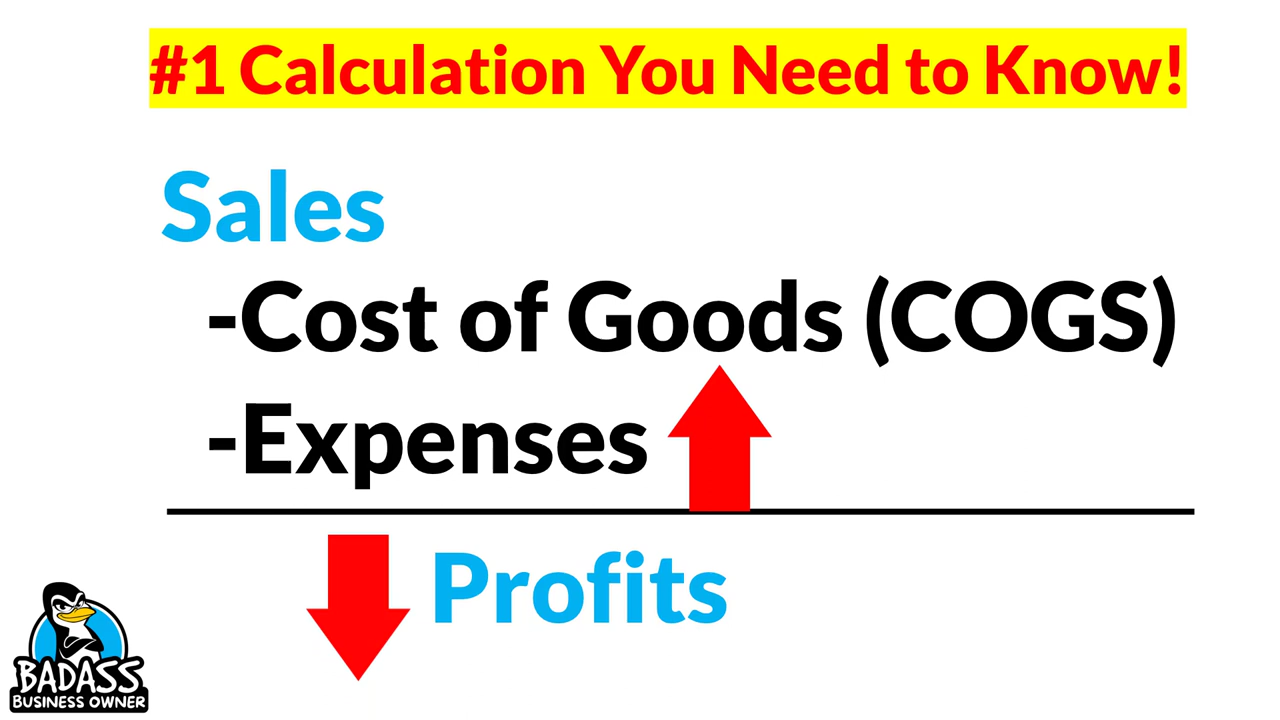 #1 Calculation You Need to Know!
Sales
-Cost of Goods (COGS)
-Expenses
Profits
BADASS
BUSINESS OWNER